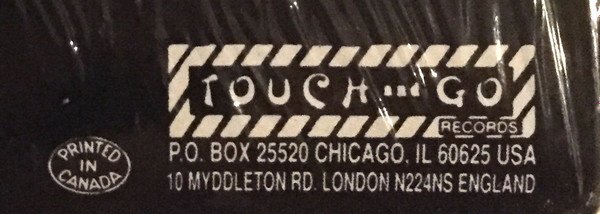 TOUCH AND GO
RECORDS
PRINTED
IN
CANADA
P.O. BOX 25520 CHICAGO, IL 60625 USA
10 MYDDLETON RD. LONDON N224NS ENGLAND